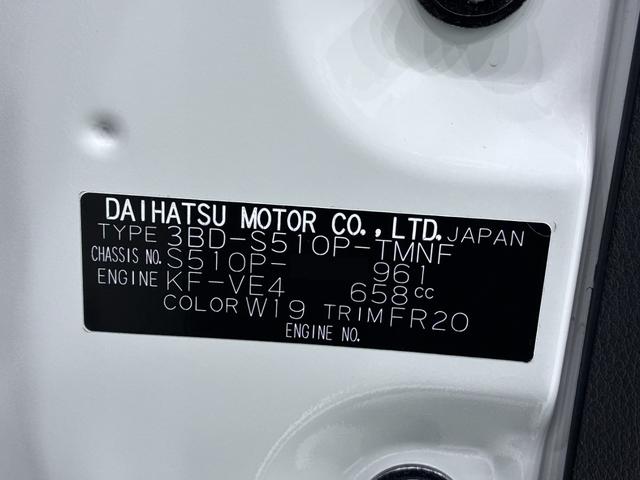 DAIHATSU MOTOR CO.,LTD. JAPAN
TYPE 3BD-S510P-TMNF
CHASSIS NO. S510P- 961
ENGINE KF-VE4 658cc
COLOR W19 TRIM FR20
ENGINE NO.